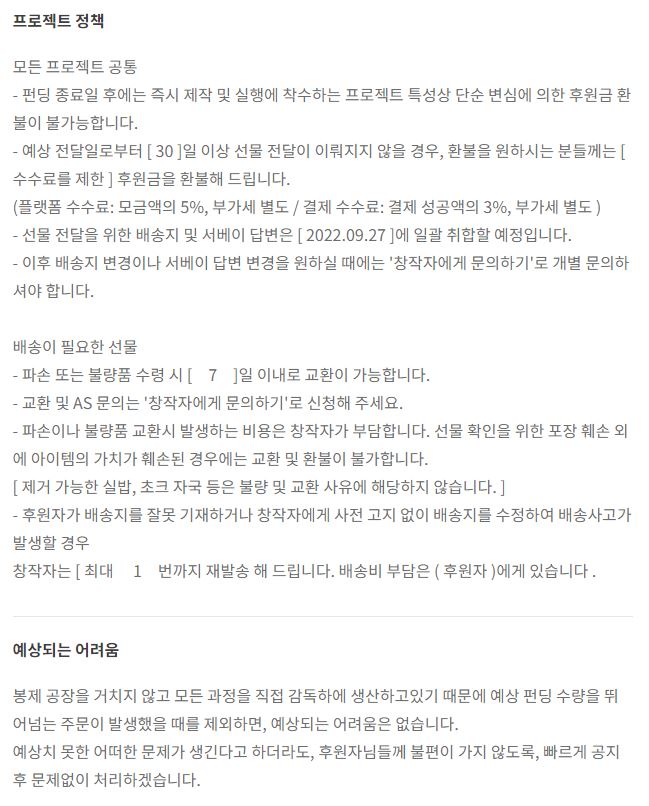 프로젝트 정책
모든 프로젝트 공통
- 펀딩 종료일 후에는 즉시 제작 및 실행에 착수하는 프로젝트 특성상 단순 변심에 의한 후원금 환
불이 불가능합니다.
- 예상 전달일로부터 [ 30 ]일 이상 선물 전달이 이뤄지지 않을 경우, 환불을 원하시는 분들께는 [
수수료를 제한 ] 후원금을 환불해 드립니다.
(플랫폼 수수료: 모금액의 5%, 부가세 별도 / 결제 수수료: 결제 성공액의 3%, 부가세 별도 )
- 선물 전달을 위한 배송지 및 서베이 답변은 [ 2022.09.27 ]에 일괄 취합할 예정입니다.
- 이후 배송지 변경이나 서베이 답변 변경을 원하실 때에는 '창작자에게 문의하기'로 개별 문의하
셔야 합니다.
배송이 필요한 선물
- 파손 또는 불량품 수령 시 [ 7 ]일 이내로 교환이 가능합니다.
- 교환 및 AS 문의는 '창작자에게 문의하기'로 신청해 주세요.
- 파손이나 불량품 교환시 발생하는 비용은 창작자가 부담합니다. 선물 확인을 위한 포장 훼손 외
에 아이템의 가치가 훼손된 경우에는 교환 및 환불이 불가합니다.
[ 제거 가능한 실밥, 초크 자국 등은 불량 및 교환 사유에 해당하지 않습니다. ]
- 후원자가 배송지를 잘못 기재하거나 창작자에게 사전 고지 없이 배송지를 수정하여 배송사고가
발생할 경우
창작자는 [ 최대 1 번까지 재발송 해 드립니다. 배송비 부담은 ( 후원자 )에게 있습니다 .
예상되는 어려움
봉제 공장을 거치지 않고 모든 과정을 직접 감독하에 생산하고있기 때문에 예상 펀딩 수량을 뛰
어넘는 주문이 발생했을 때를 제외하면, 예상되는 어려움은 없습니다.
예상치 못한 어떠한 문제가 생긴다고 하더라도, 후원자님들께 불편이 가지 않도록, 빠르게 공지
후 문제없이 처리하겠습니다.